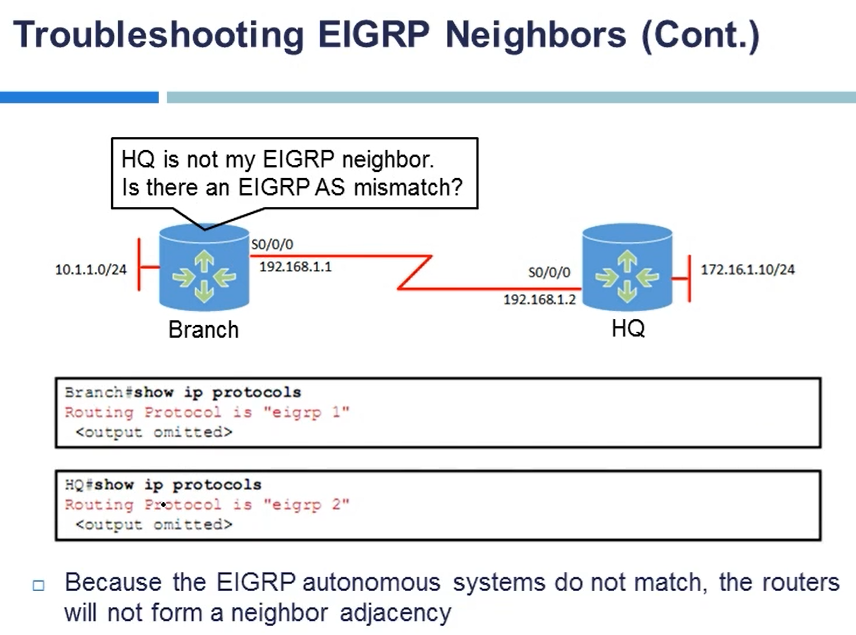 Troubleshooting EIGRP Neighbors (Cont.)
HQ is not my EIGRP neighbor.
Is there an EIGRP AS mismatch?
S0/0/0
10.1.1.0/24
192.168.1.1
S0/0/0
172.16.1.10/24
192.168.1.2
Branch
HQ
Branch#show ip protocols
Routing Protocol is "eigrp 1"
<output omitted>
HQ#show ip protocols
Routing Protocol is "eigrp 2"
<output omitted>
Because the EIGRP autonomous systems do not match, the routers
will not form a neighbor adjacency